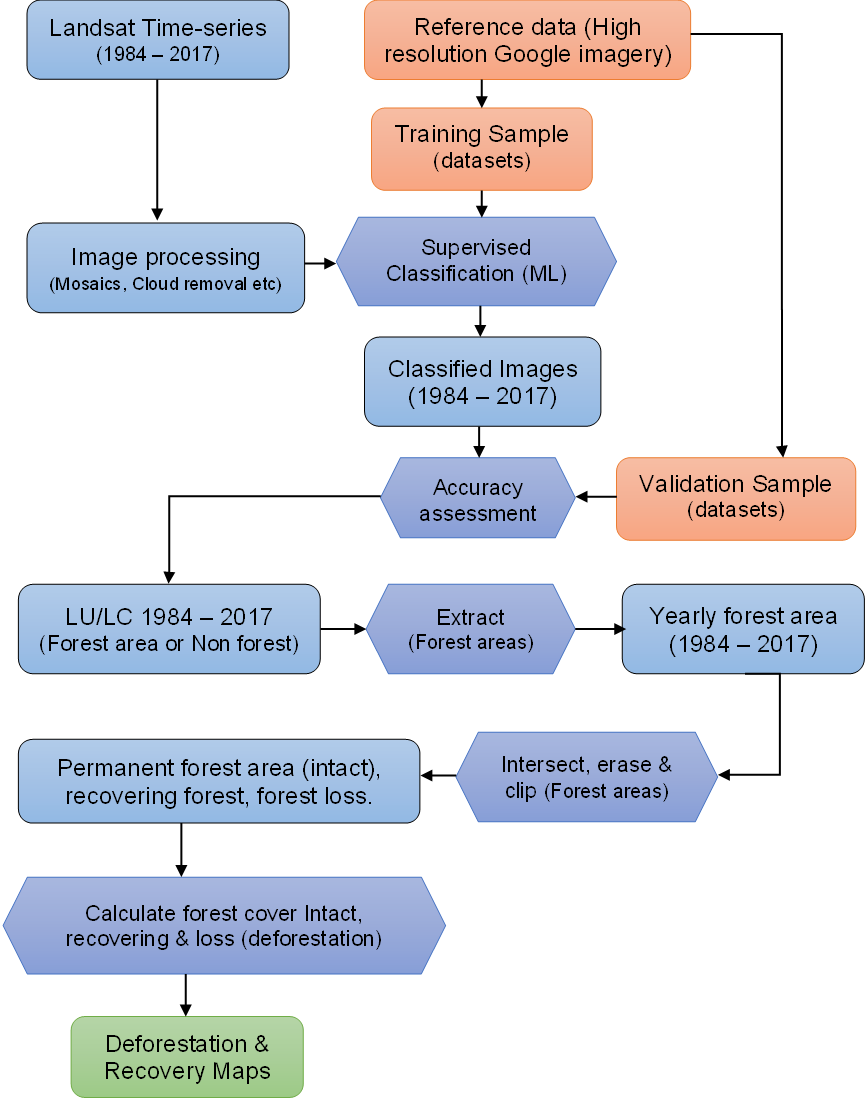 Landsat Time-series
(1984 – 2017)
Reference data (High
resolution Google imagery)
Training Sample
(datasets)
Image processing
(Mosaics, Cloud removal etc)
Supervised
Classification (ML)
Classified Images
(1984 – 2017)
Accuracy
assessment
Validation Sample
(datasets)
LU/LC 1984 – 2017
(Forest area or Non forest)
Extract
(Forest areas)
Yearly forest area
(1984 – 2017)
Intersect, erase &
clip (Forest areas)
Permanent forest area (intact),
recovering forest, forest loss.
Calculate forest cover Intact,
recovering & loss (deforestation)
Deforestation &
Recovery Maps